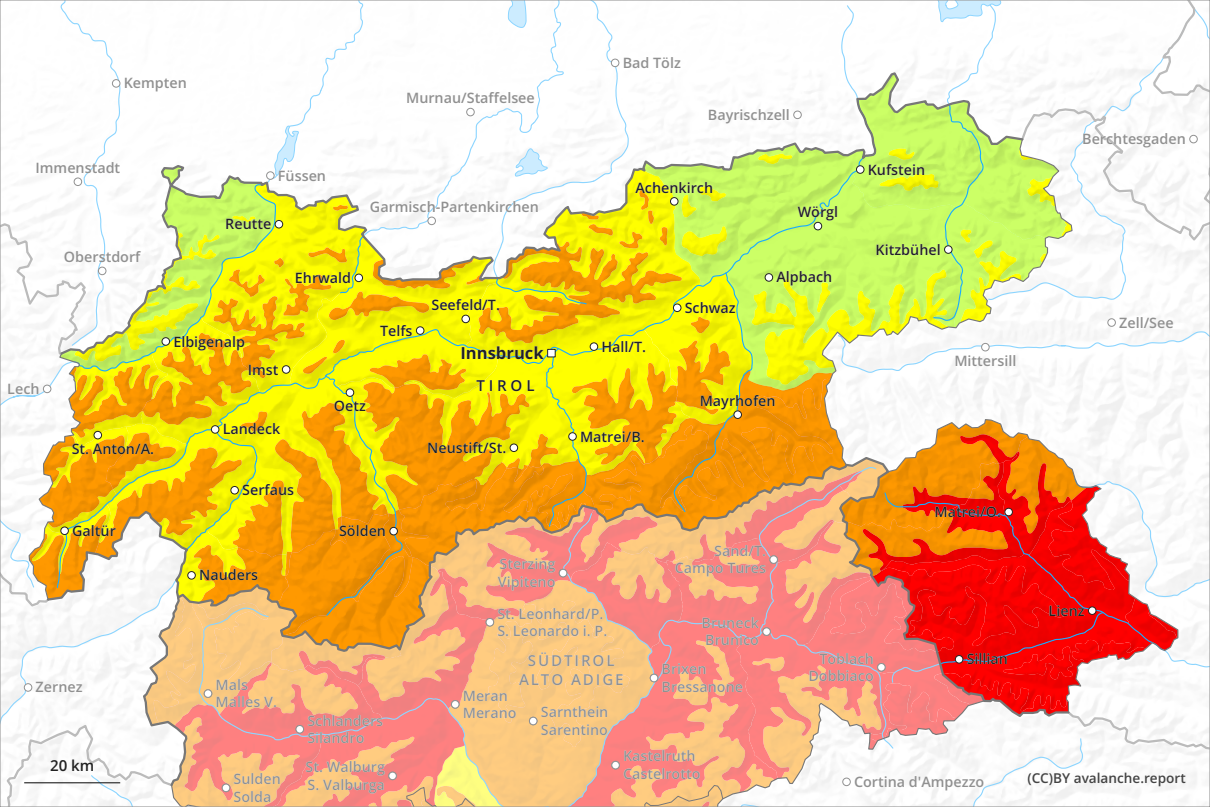 Kempten
Bad Tölz
Murnau/Staffelsee
Bayrischzell
Berchtesgaden
Immenstadt
Füssen
Kufstein
Achenkirch
Garmisch-Partenkirchen
Wörgl
Reutte
Kitzbühel
Oberstdorf
Ehrwald
Alpbach
Seefeld/T.
Schwaz
Zell/See
Telfs
Elbigenalp
Innsbruck
Hall/T.
Mittersill
Imst
TIROL
Lech
Oetz
Mayrhofen
Landeck
Matrei/B.
St. Anton/A.
Neustift/St.
Serfaus
Matrei/O.
Galtür
Sölden
Sand/T.
Campo Tures
Sterzing
Vipiteno
Nauders
St. Leonhard/P.
S. Leonardo i. P.
Lienz
Bruneck
Brunico
SÜDTIROL
ALTO ADIGE
Sillian
Toblach
Dobbiaco
Brixen
Bressanone
Zernez
Mals
Malles V.
Meran
Merano
Sarnthein
Sarentino
Schlanders
Silandro
Kastelruth
Castelrotto
St. Walburg
S. Valburga
20 km
Sulden
Solda
Cortina d'Ampezzo
(CC)BY avalanche.report